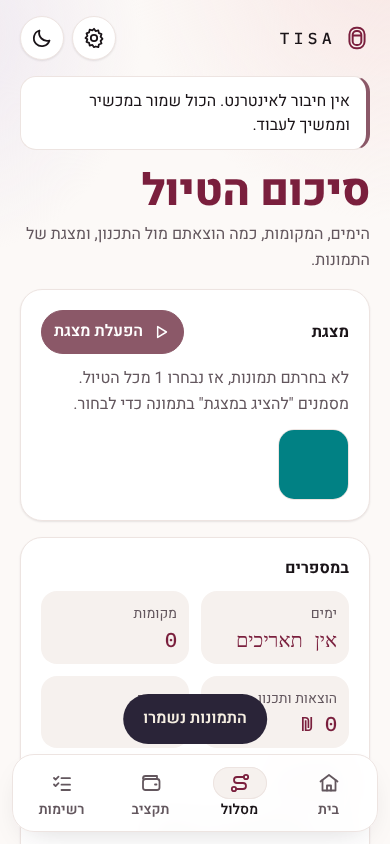 TISA
אין חיבור לאינטרנט. הכול שמור במכשיר
וממשיך לעבוד.
סיכום הטיול
הימים, המקומות, כמה הוצאתם מול התכנון, ומצגת של
התמונות.
מצגת
הפעלת מצגת
לא בחרתם תמונות, אז נבחרו 1 מכל הטיול.
מסמנים "להציג במצגת" בתמונה כדי לבחור.
במספרים
ימים
אין תאריכים
מקומות
0
הוצאות ותכנון
0 ₪
התמונות נשמרו
בית
מסלול
תקציב
רשימות